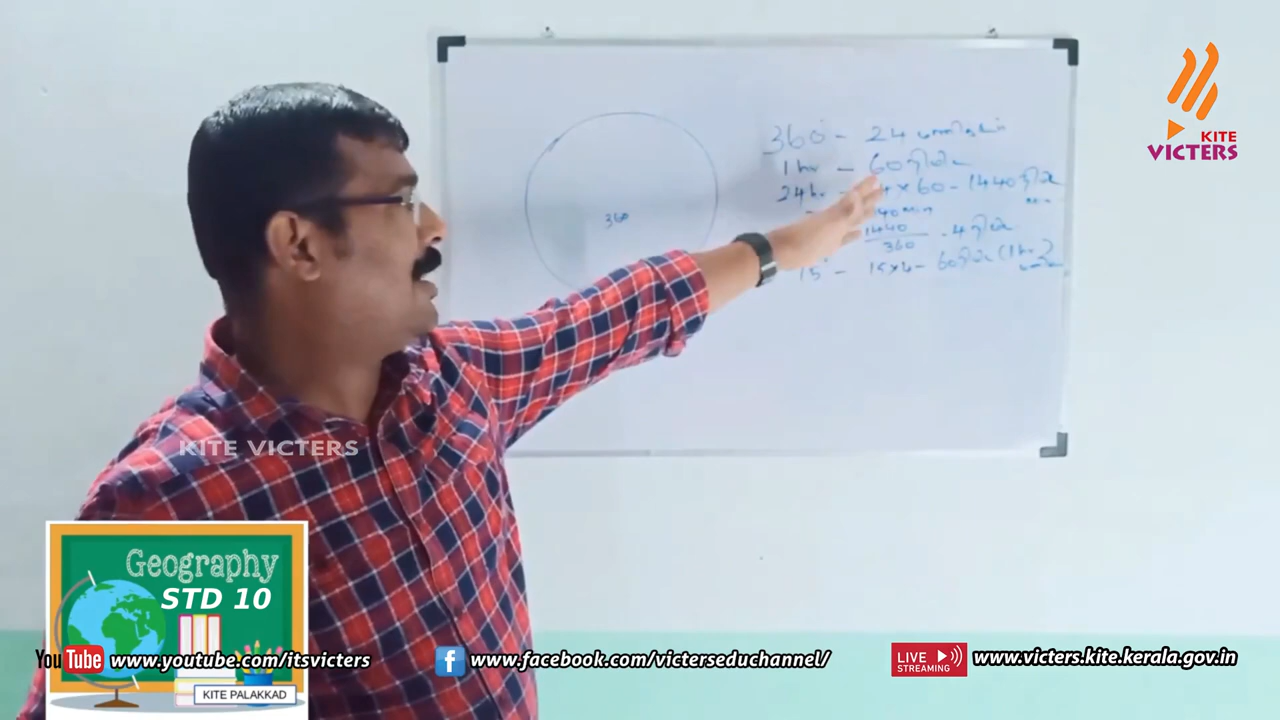 KITE
VICTERS
360° - 24
1 hr - 60 മിനിറ്റ്
24 hr - ×60 - 1440 മിനിറ്റ്
1440
360
4 മിനിറ്റ്
15° - 15×4 - 60 മിനിറ്റ് (1 hr)
360
KITE VICTERS
Geography
STD 10
KITE PALAKKAD
YouTube www.youtube.com/itsvicters
f www.facebook.com/victerseduchannel/
LIVE STREAMING www.victers.kite.kerala.gov.in